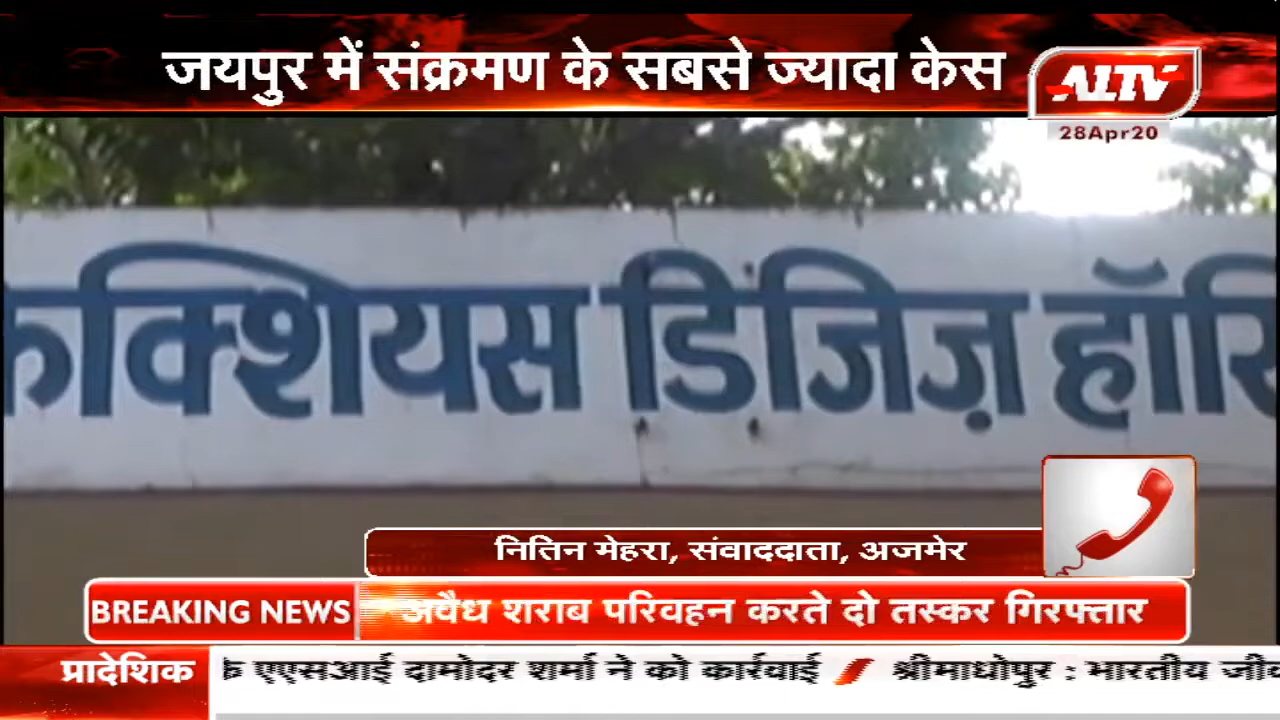 जयपुर में संक्रमण के सबसे ज्यादा केस
ALTV
28Apr20
क्शियस डिंजिज़
नितिन मेहरा, संवाददाता, अजमेर
BREAKING NEWS अवैध शराब परिवहन करते दो तस्कर गिरफ्तार
प्रादेशिक एएसआई दामोदर शर्मा ने को कार्रवाई श्रीमाधोपुर : भारतीय